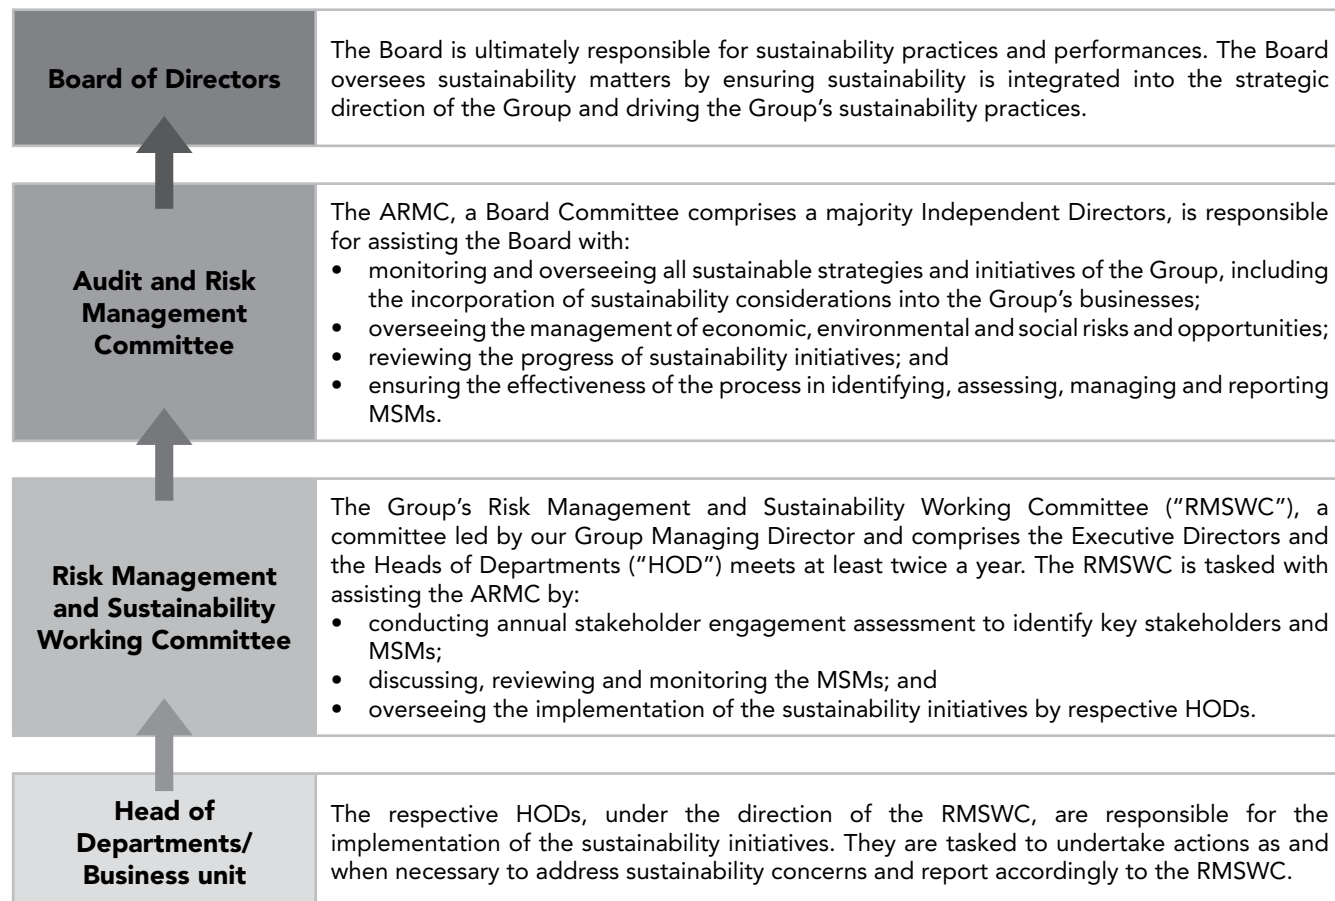 Board of Directors
The Board is ultimately responsible for sustainability practices and performances. The Board
oversees sustainability matters by ensuring sustainability is integrated into the strategic
direction of the Group and driving the Group’s sustainability practices.
Audit and Risk
Management
Committee
The ARMC, a Board Committee comprises a majority Independent Directors, is responsible
for assisting the Board with:
• monitoring and overseeing all sustainable strategies and initiatives of the Group, including
the incorporation of sustainability considerations into the Group’s businesses;
• overseeing the management of economic, environmental and social risks and opportunities;
• reviewing the progress of sustainability initiatives; and
• ensuring the effectiveness of the process in identifying, assessing, managing and reporting
MSMs.
Risk Management
and Sustainability
Working Committee
The Group’s Risk Management and Sustainability Working Committee (“RMSWC”), a
committee led by our Group Managing Director and comprises the Executive Directors and
the Heads of Departments (“HOD”) meets at least twice a year. The RMSWC is tasked with
assisting the ARMC by:
• conducting annual stakeholder engagement assessment to identify key stakeholders and
MSMs;
• discussing, reviewing and monitoring the MSMs; and
• overseeing the implementation of the sustainability initiatives by respective HODs.
Head of
Departments/
Business unit
The respective HODs, under the direction of the RMSWC, are responsible for the
implementation of the sustainability initiatives. They are tasked to undertake actions as and
when necessary to address sustainability concerns and report accordingly to the RMSWC.